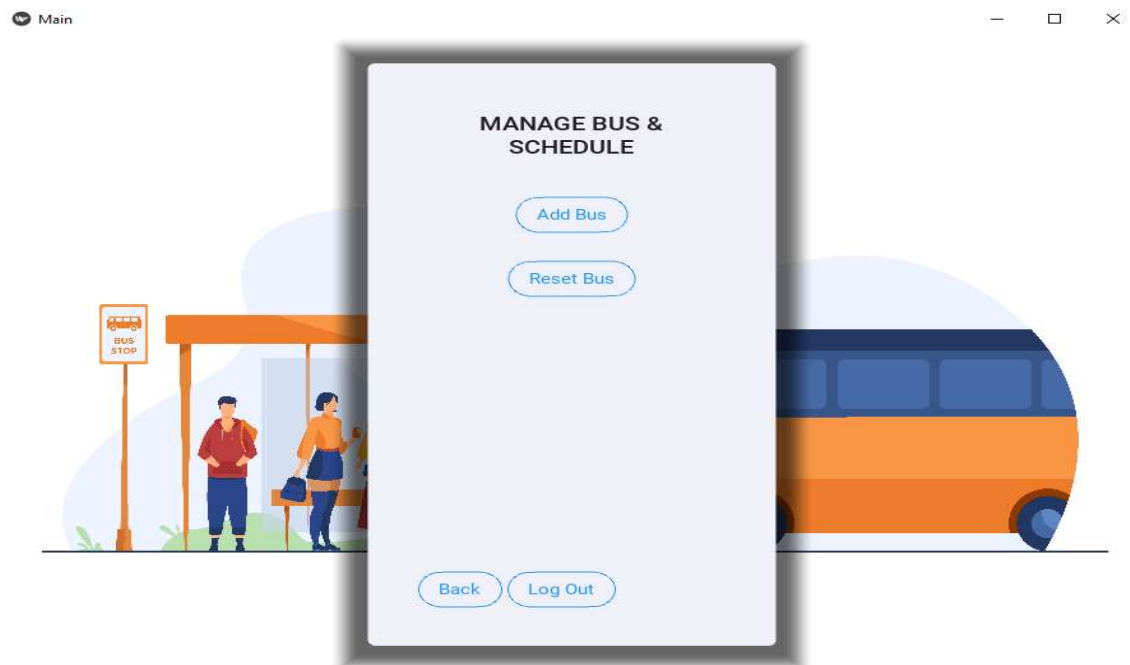 Main
MANAGE BUS &
SCHEDULE
Add Bus
Reset Bus
BUS
STOP
Back
Log Out